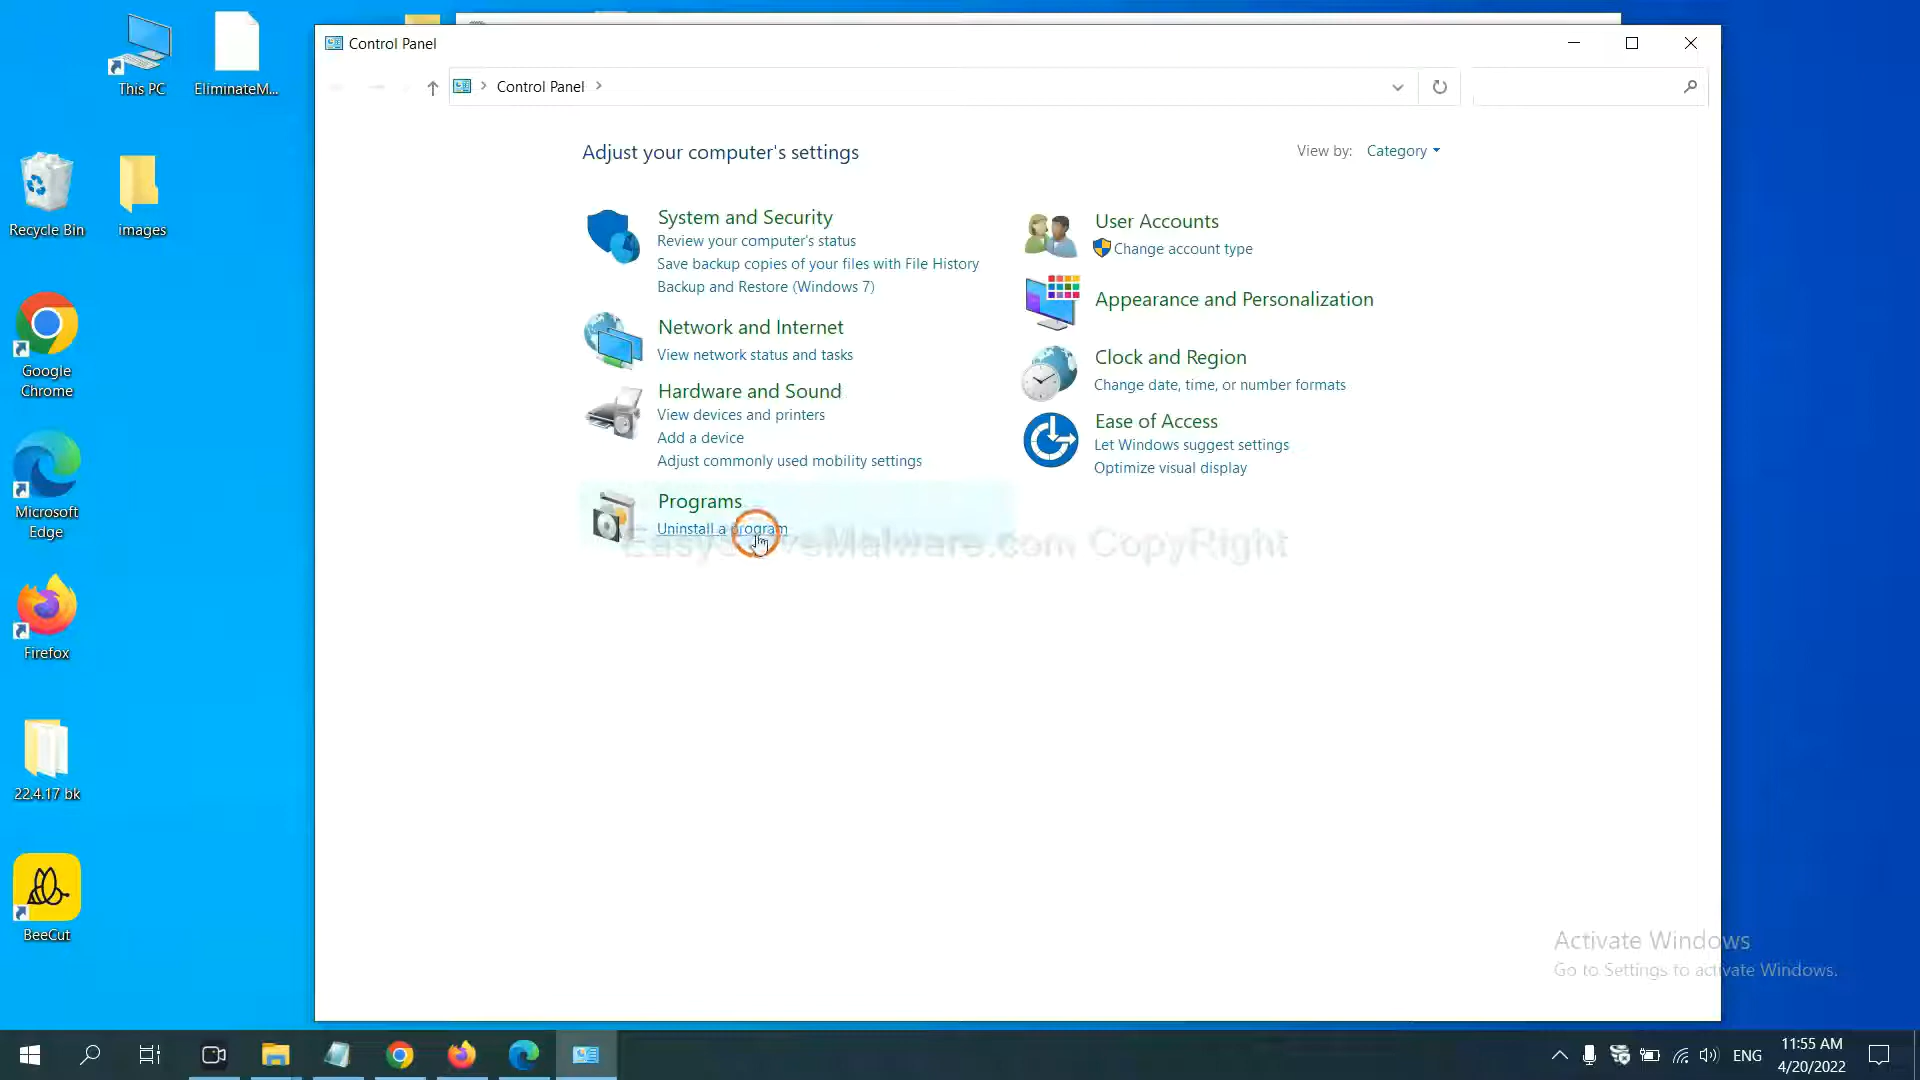 This PC
EliminateM...
Recycle Bin
images
Google
Chrome
Microsoft
Edge
Firefox
22.4.17 bk
BeeCut
Control Panel
Control Panel
Adjust your computer's settings
View by: Category
System and Security
Review your computer's status
Save backup copies of your files with File History
Backup and Restore (Windows 7)
Network and Internet
View network status and tasks
Hardware and Sound
View devices and printers
Add a device
Adjust commonly used mobility settings
Programs
Uninstall a program
User Accounts
Change account type
Appearance and Personalization
Clock and Region
Change date, time, or number formats
Ease of Access
Let Windows suggest settings
Optimize visual display
CopyRight
Activate Windows
Go to Settings to activate Windows.
ENG
11:55 AM
4/20/2022